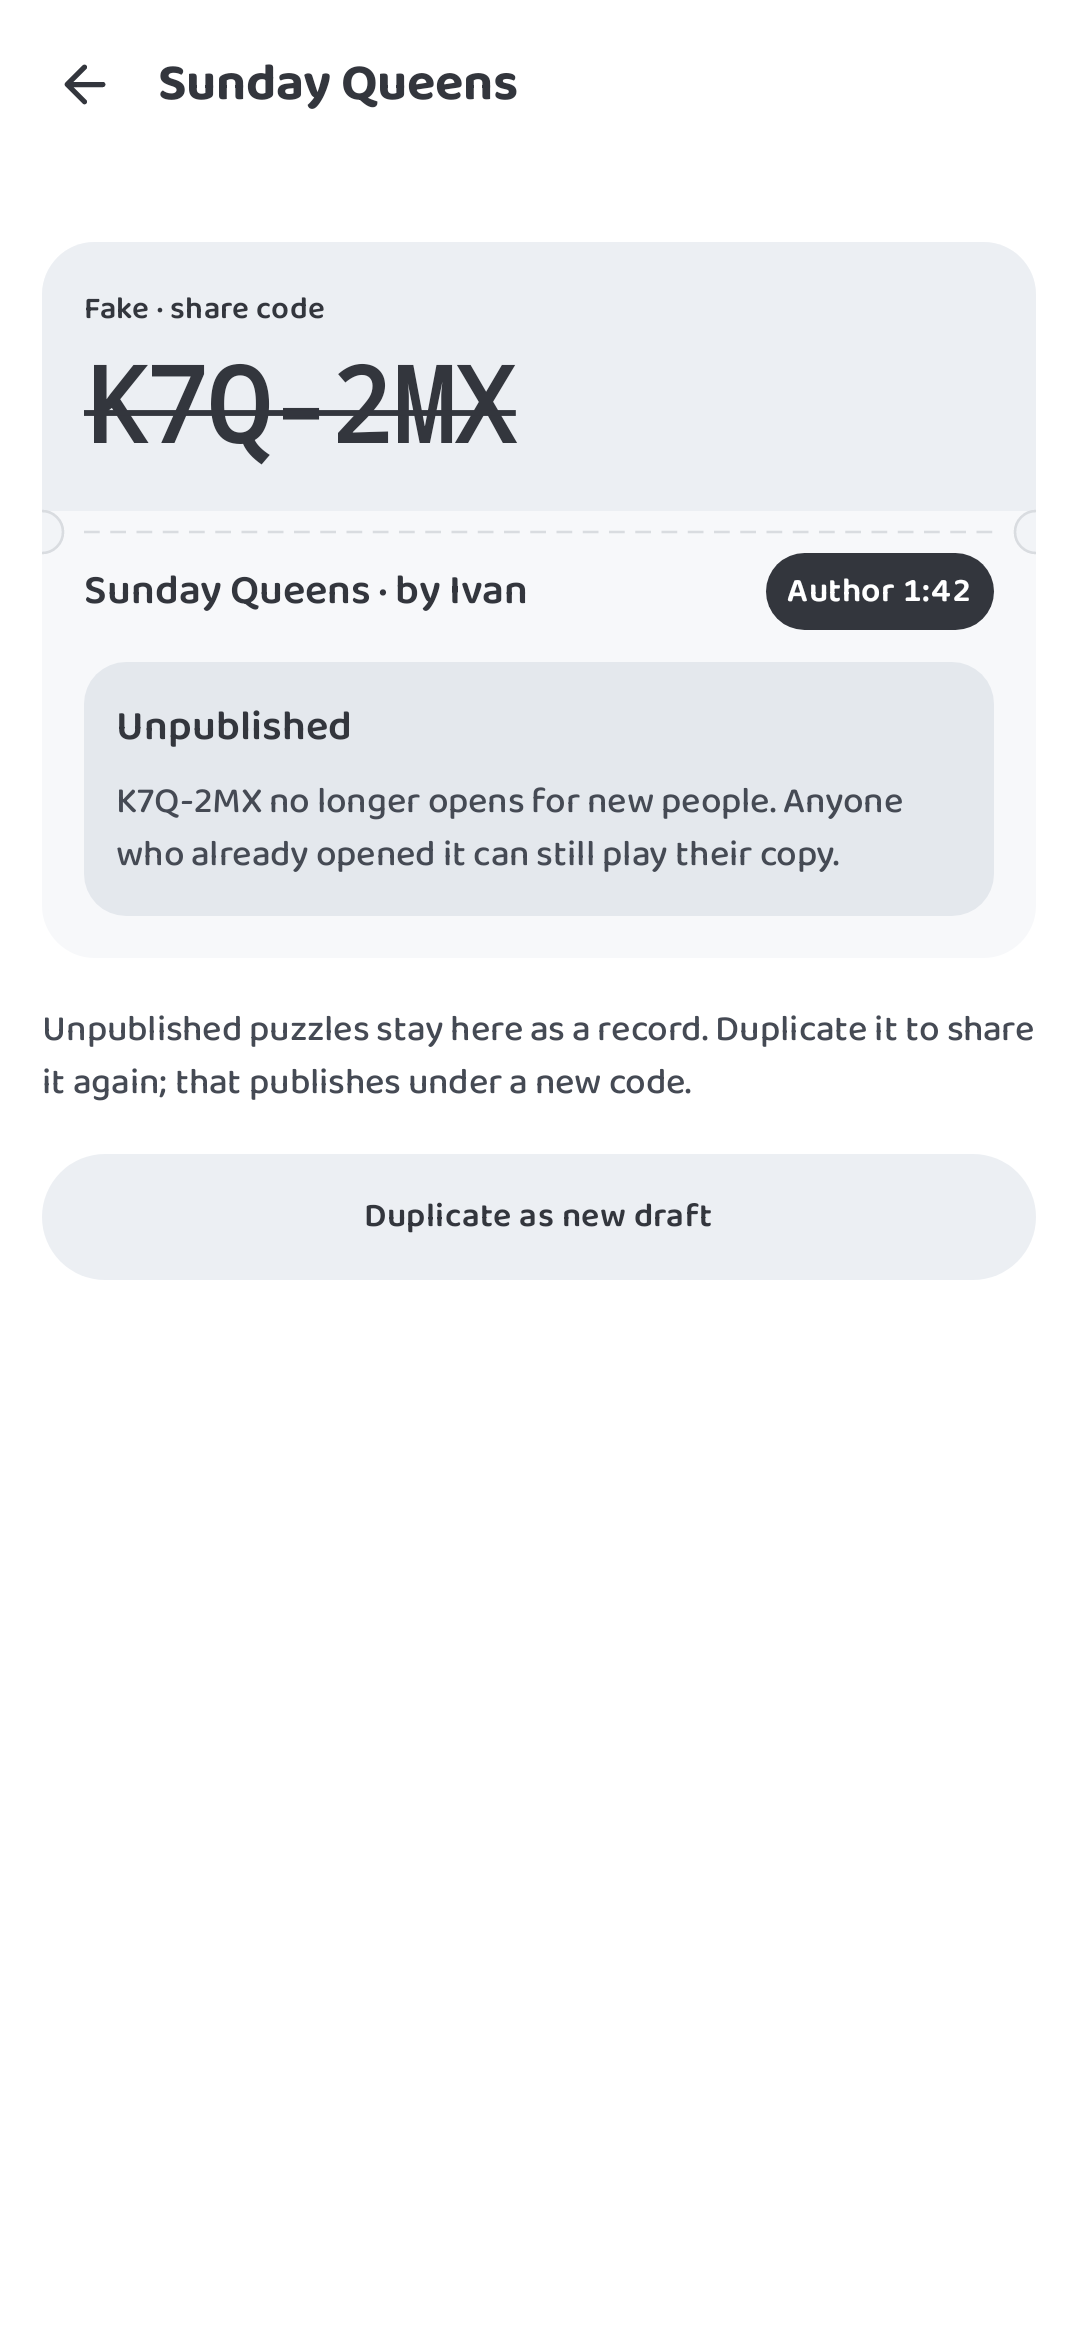 Sunday Queens
Fake · share code
K7Q-2MX
Sunday Queens · by Ivan
Author 1:42
Unpublished
K7Q-2MX no longer opens for new people. Anyone
who already opened it can still play their copy.
Unpublished puzzles stay here as a record. Duplicate it to share
it again; that publishes under a new code.
Duplicate as new draft